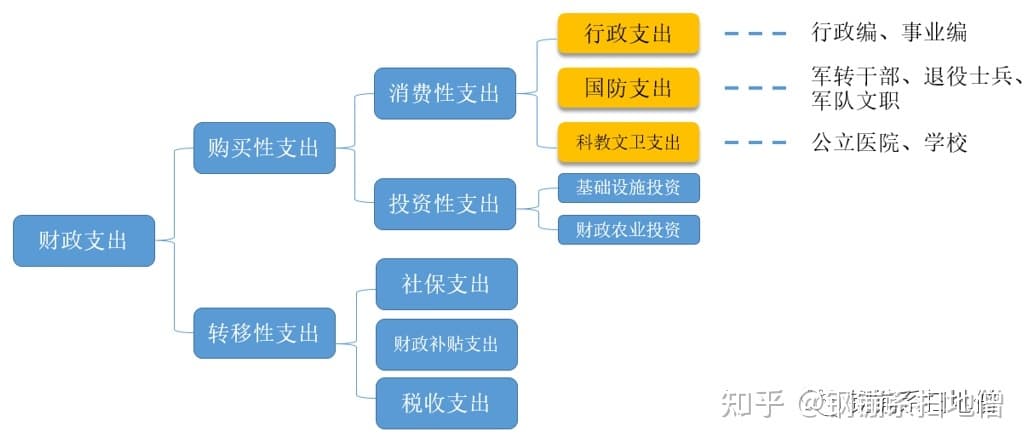 行政支出
行政编、事业编
消费性支出
国防支出
军转干部、退役士兵、
军队文职
购买性支出
科教文卫支出
公立医院、学校
投资性支出
基础设施投资
财政农业投资
财政支出
转移性支出
社保支出
财政补贴支出
税收支出
知乎